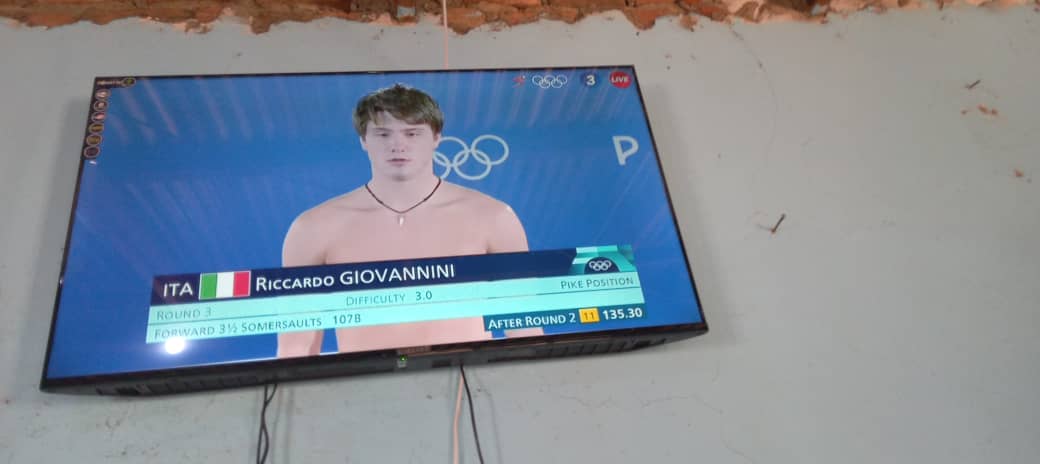 3 LIVE
P
ITA RICCARDO GIOVANNINI
ROUND 3 DIFFICULTY 3.0 PIKE POSITION
FORWARD 3½ SOMERSAULTS 107B
AFTER ROUND 2 11 135.30